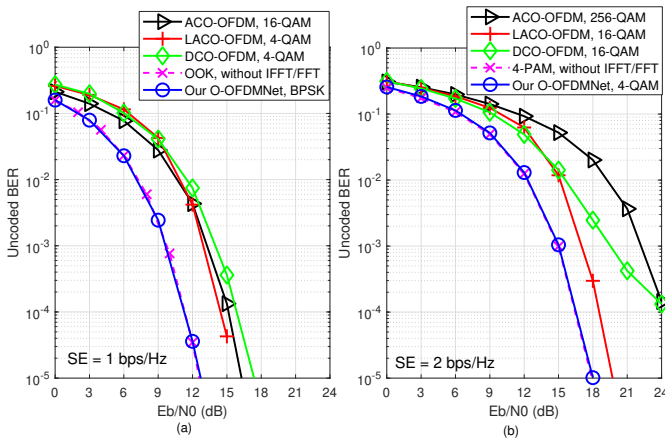 ACO-OFDM, 16-QAM
LACO-OFDM, 4-QAM
DCO-OFDM, 4-QAM
OOK, without IFFT/FFT
Our O-OFDMNet, BPSK
Uncoded BER
10^0
10^-1
10^-2
10^-3
10^-4
10^-5
SE = 1 bps/Hz
0 3 6 9 12 15 18 21 24
Eb/N0 (dB)
(a)
ACO-OFDM, 256-QAM
LACO-OFDM, 16-QAM
DCO-OFDM, 16-QAM
4-PAM, without IFFT/FFT
Our O-OFDMNet, 4-QAM
Uncoded BER
10^0
10^-1
10^-2
10^-3
10^-4
10^-5
SE = 2 bps/Hz
0 3 6 9 12 15 18 21 24
Eb/N0 (dB)
(b)